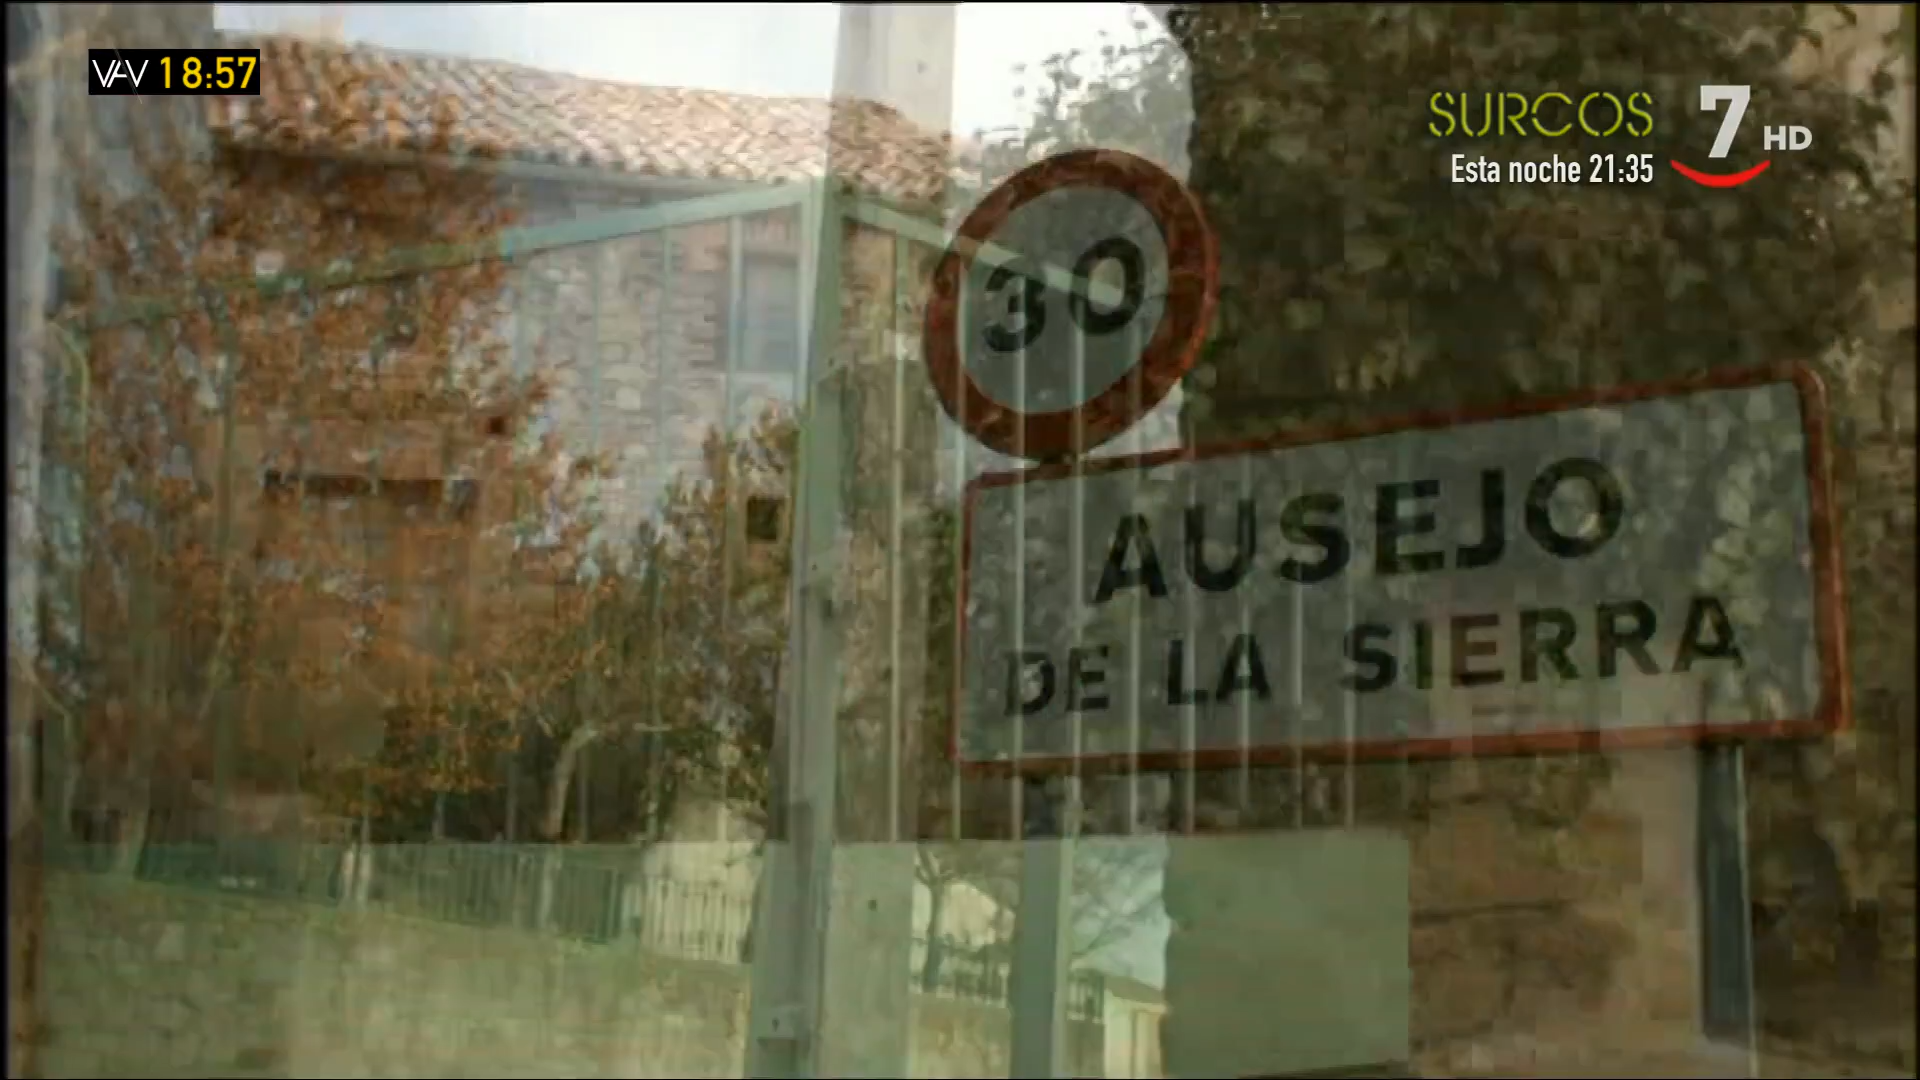 VAV 18:57
SURCOS
Esta noche 21:35
7 HD
30
AUSEJO
DE LA SIERRA